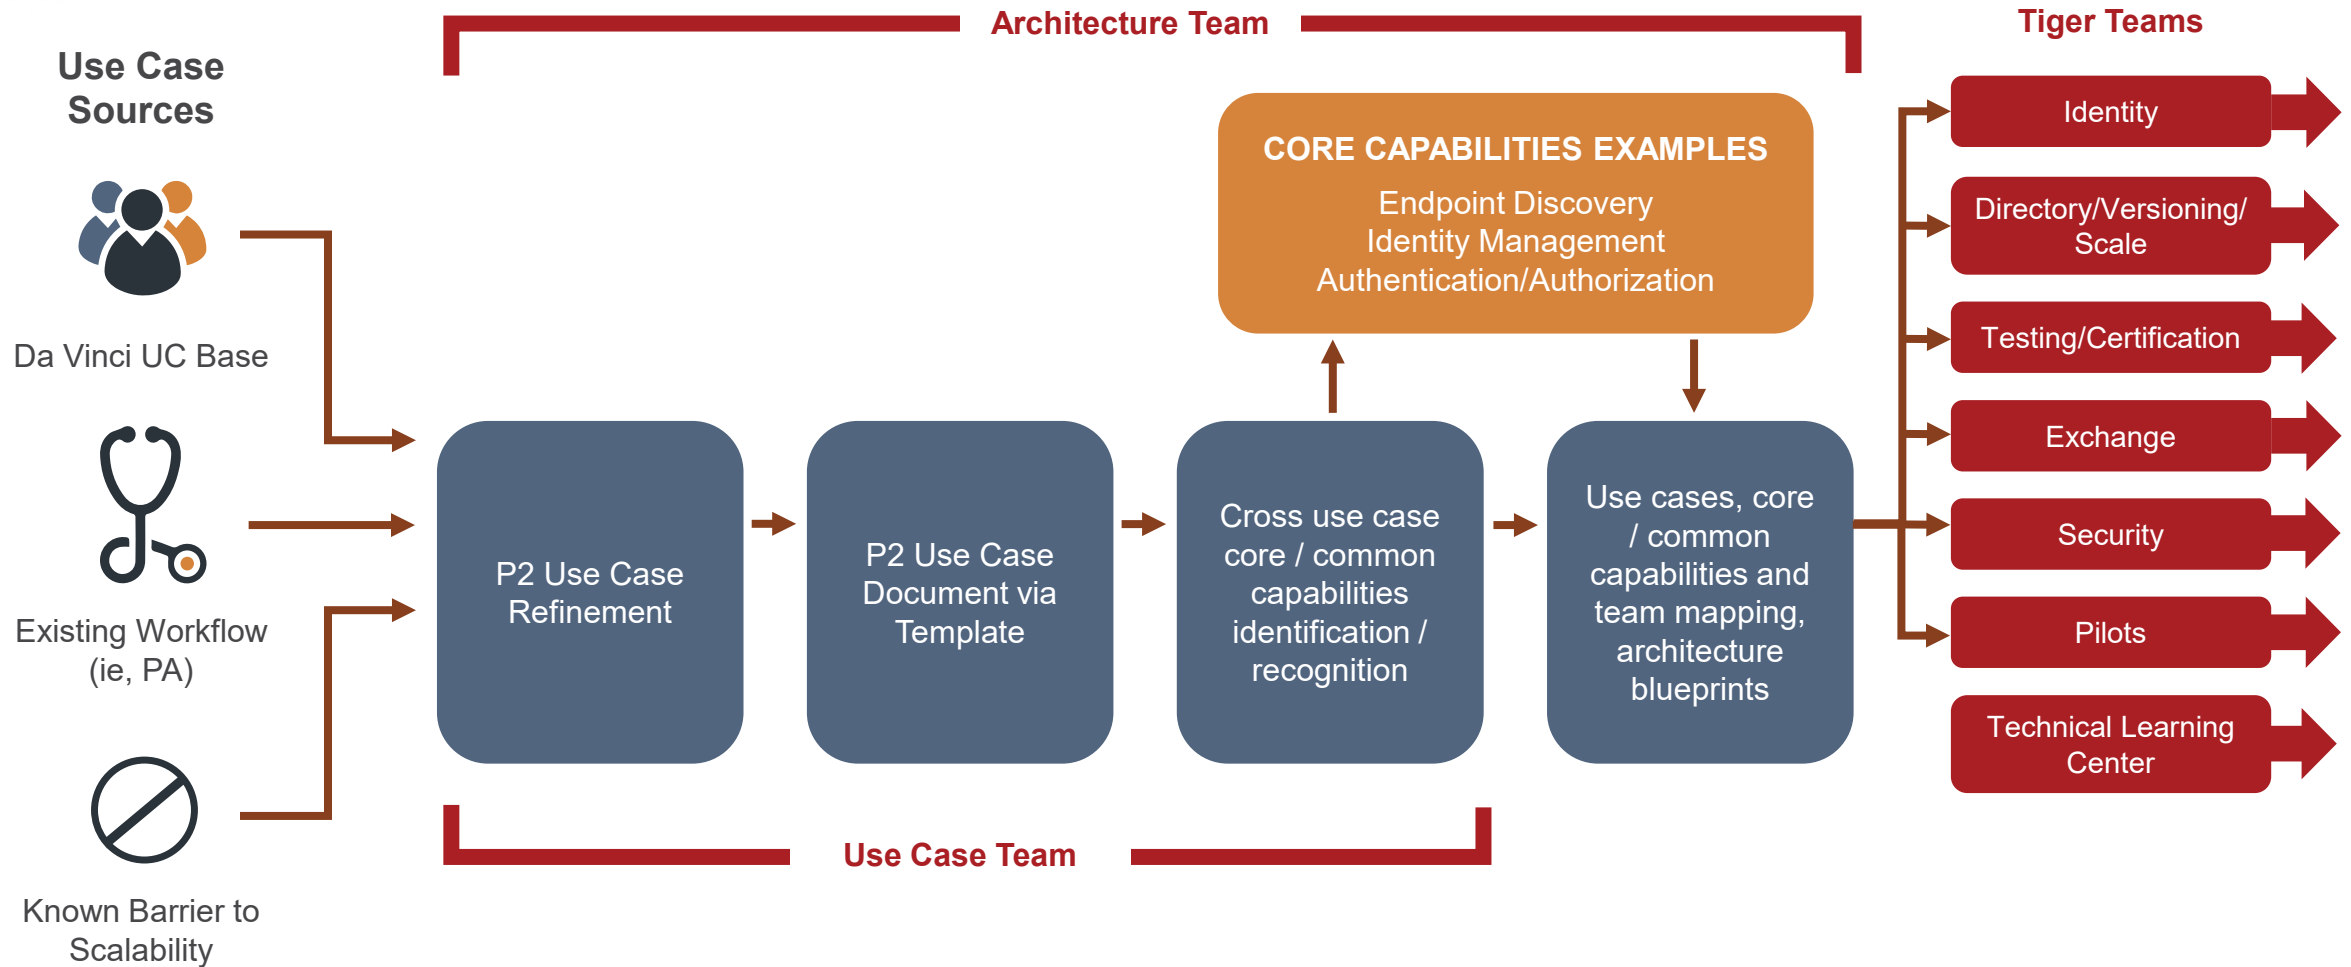 Architecture Team
Tiger Teams
Use Case
Sources
Da Vinci UC Base
Existing Workflow
(ie, PA)
Known Barrier to
Scalability
P2 Use Case
Refinement
P2 Use Case
Document via
Template
Cross use case
core / common
capabilities
identification /
recognition
CORE CAPABILITIES EXAMPLES
Endpoint Discovery
Identity Management
Authentication/Authorization
Use cases, core
/ common
capabilities and
team mapping,
architecture
blueprints
Use Case Team
Identity
Directory/Versioning/
Scale
Testing/Certification
Exchange
Security
Pilots
Technical Learning
Center